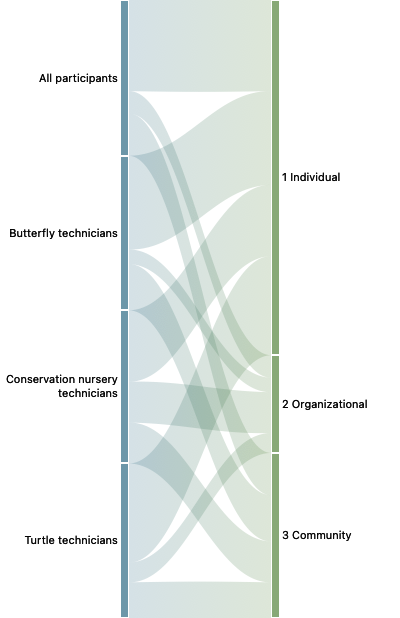 All participants
1 Individual
Butterfly technicians
Conservation nursery
technicians
2 Organizational
3 Community
Turtle technicians